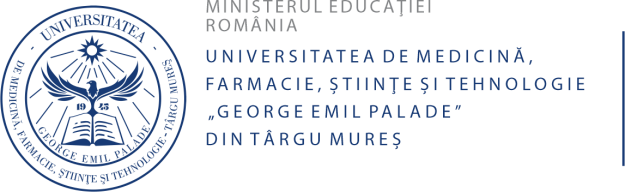 MINISTERUL EDUCAŢIEI
ROMÂNIA
UNIVERSITATEA DE MEDICINĂ,
FARMACIE, ŞTIINŢE ŞI TEHNOLOGIE
„GEORGE EMIL PALADE”
DIN TÂRGU MUREŞ
- UNIVERSITATEA -
DE MEDICINĂ, FARMACIE, ŞTIINŢE ŞI TEHNOLOGIE - TÂRGU MUREŞ
19 45
GEORGE EMIL PALADE